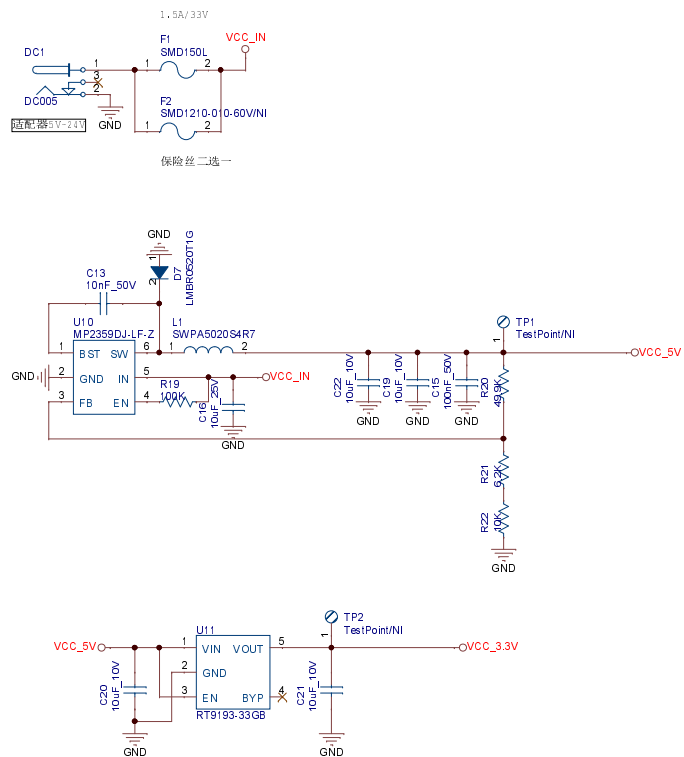 1.5A/33V
F1
SMD150L
VCC_IN
DC1
1
1
2
3
2
DC005
GND
F2
SMD1210-010-60V/NI
1
2
适配器5V-24V
保险丝二选一
GND
1
D7
LMBR0520T1G
2
C13
10nF_50V
U10
MP2359DJ-LF-Z
L1
SWPA5020S4R7
TP1
TestPoint/NI
1
1
BST
SW
6
1
2
VCC_5V
GND
2
GND
IN
5
VCC_IN
3
FB
EN
4
R19
100K
C16
10uF_25V
GND
C22
10uF_10V
GND
C19
10uF_10V
GND
C15
100nF_50V
GND
R20
49.9K
R21
6.2K
R22
10K
GND
TP2
TestPoint/NI
1
U11
VCC_5V
1
VIN
VOUT
5
VCC_3.3V
2
GND
3
EN
BYP
4
RT9193-33GB
C20
10uF_10V
GND
C21
10uF_10V
GND